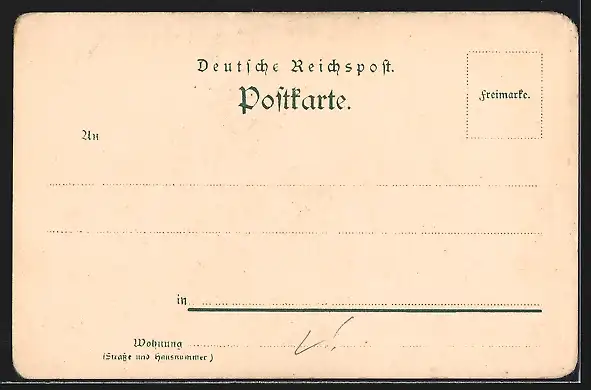 Deutſche Reichspoſt.
Poſtkarte.
Freimarke.
An
in
Wohnung
(Straße und Hausnummer)